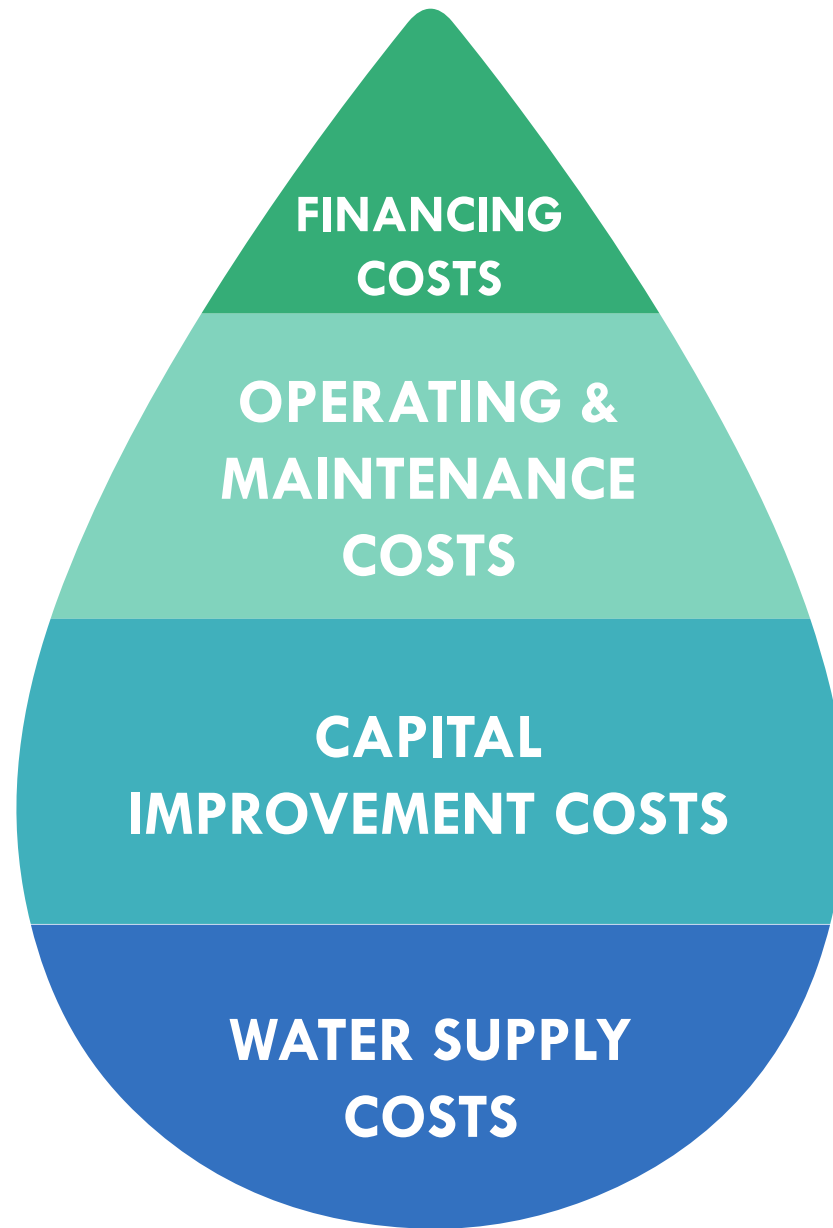 FINANCING
COSTS
OPERATING &
MAINTENANCE
COSTS
CAPITAL
IMPROVEMENT COSTS
WATER SUPPLY
COSTS